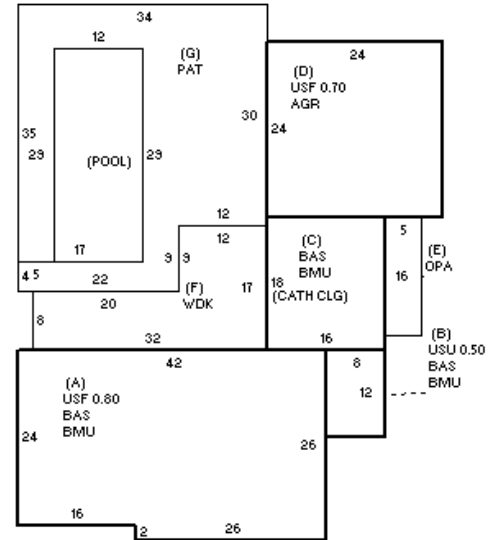 34
12
(G)
PAT
24
(D)
USF 0.70
AGR
30
24
35
29
(POOL)
29
12
12
17
9
9
5
(E)
OPA
(C)
BAS
BMU
16
4
5
22
17
18
(CATH CLG)
(F)
WDK
20
8
32
16
(B)
USU 0.50
BAS
BMU
42
8
12
(A)
USF 0.80
BAS
BMU
24
26
16
2
26